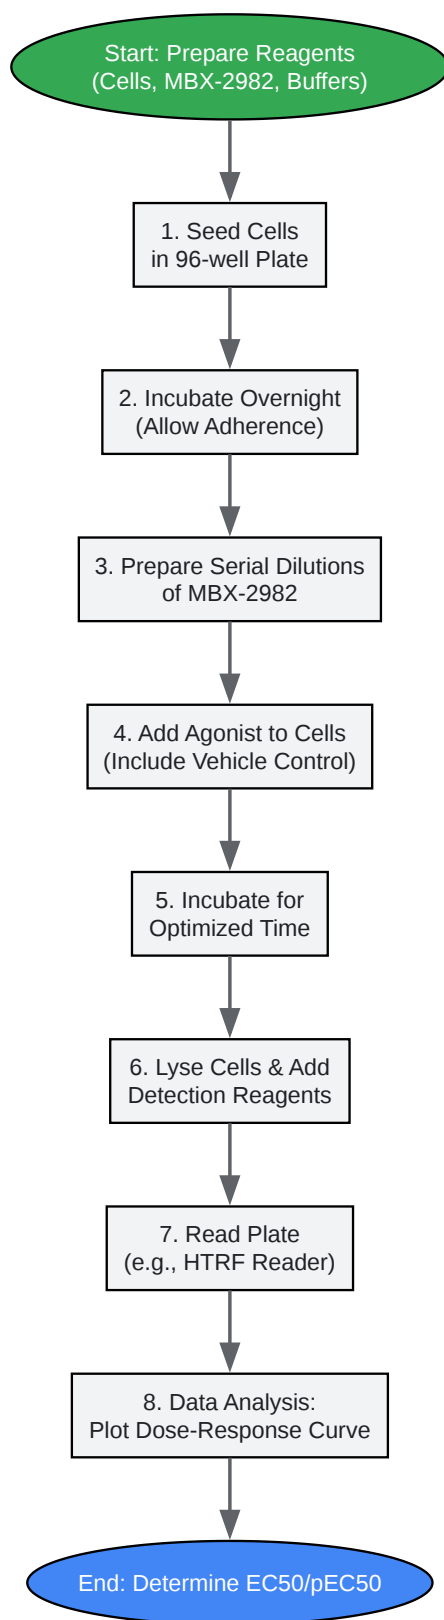 Start: Prepare Reagents
(Cells, MBX-2982, Buffers)
1. Seed Cells
in 96-well Plate
2. Incubate Overnight
(Allow Adherence)
3. Prepare Serial Dilutions
of MBX-2982
4. Add Agonist to Cells
(Include Vehicle Control)
5. Incubate for
Optimized Time
6. Lyse Cells & Add
Detection Reagents
7. Read Plate
(e.g., HTRF Reader)
8. Data Analysis:
Plot Dose-Response Curve
End: Determine EC50/pEC50